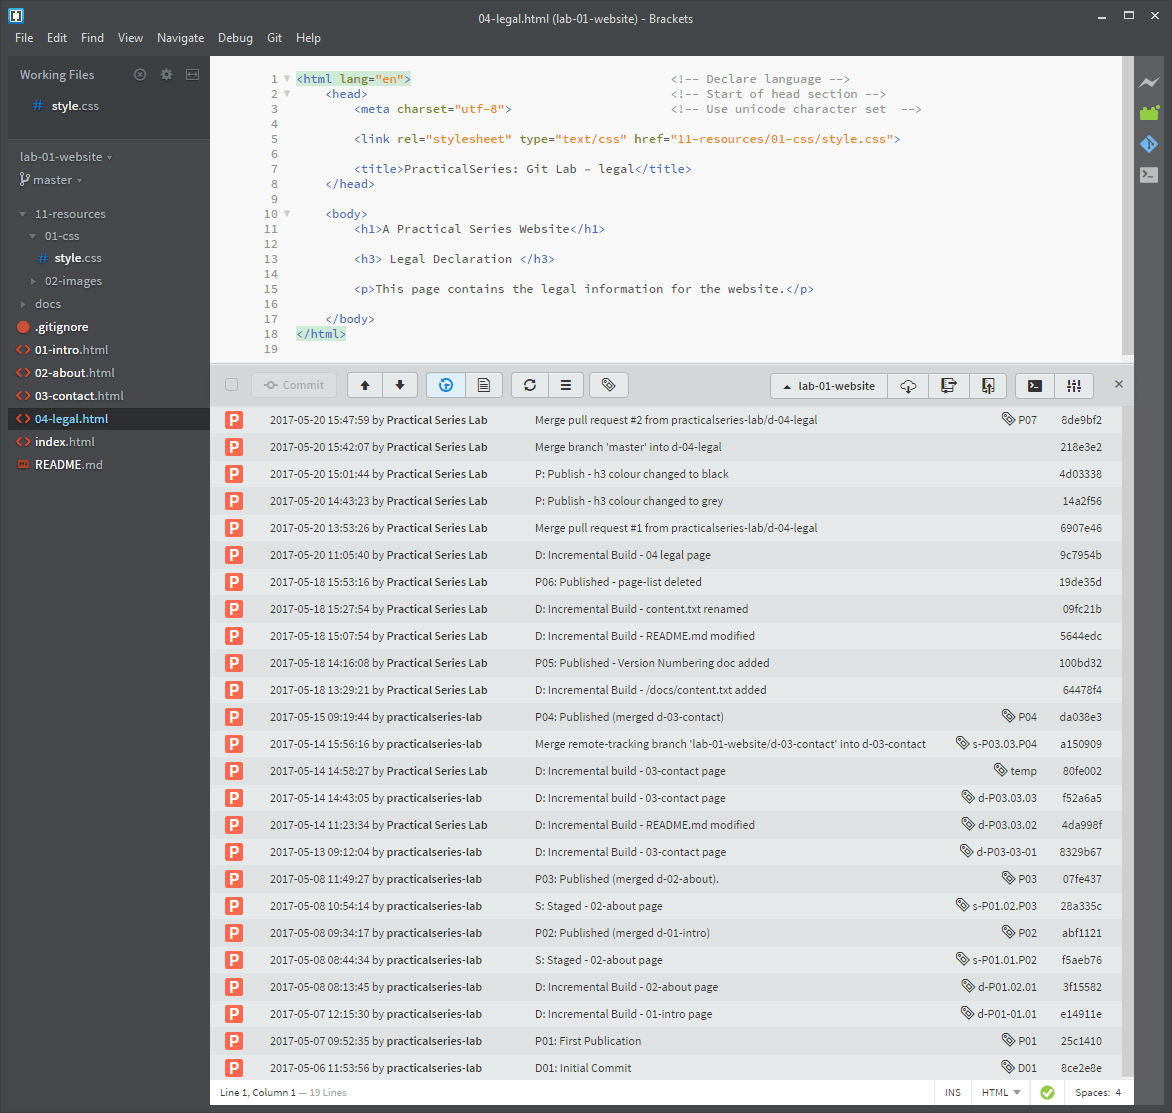 04-legal.html (lab-01-website) - Brackets
File Edit Find View Navigate Debug Git Help
Working Files
# style.css
lab-01-website
master
11-resources
01-css
# style.css
02-images
docs
.gitignore
<> 01-intro.html
<> 02-about.html
<> 03-contact.html
<> 04-legal.html
<> index.html
README.md
1 <html lang="en"> <!-- Declare language -->
2 <head> <!-- Start of head section -->
3 <meta charset="utf-8"> <!-- Use unicode character set -->
4
5 <link rel="stylesheet" type="text/css" href="11-resources/01-css/style.css">
6
7 <title>PracticalSeries: Git Lab – legal</title>
8 </head>
9
10 <body>
11 <h1>A Practical Series Website</h1>
12
13 <h3> Legal Declaration </h3>
14
15 <p>This page contains the legal information for the website.</p>
16
17 </body>
18 </html>
19
Commit lab-01-website
P 2017-05-20 15:47:59 by Practical Series Lab Merge pull request #2 from practicalseries-lab/d-04-legal P07 8de9bf2
P 2017-05-20 15:42:07 by Practical Series Lab Merge branch 'master' into d-04-legal 218e3e2
P 2017-05-20 15:01:44 by Practical Series Lab P: Publish - h3 colour changed to black 4d03338
P 2017-05-20 14:43:23 by Practical Series Lab P: Publish - h3 colour changed to grey 14a2f56
P 2017-05-20 13:53:26 by Practical Series Lab Merge pull request #1 from practicalseries-lab/d-04-legal 6907e46
P 2017-05-20 11:05:40 by Practical Series Lab D: Incremental Build - 04 legal page 9c7954b
P 2017-05-18 15:53:16 by Practical Series Lab P06: Published - page-list deleted 19de35d
P 2017-05-18 15:27:54 by Practical Series Lab D: Incremental Build - content.txt renamed 09fc21b
P 2017-05-18 15:07:54 by Practical Series Lab D: Incremental Build - README.md modified 5644edc
P 2017-05-18 14:16:08 by Practical Series Lab P05: Published - Version Numbering doc added 100bd32
P 2017-05-18 13:29:21 by Practical Series Lab D: Incremental Build - /docs/content.txt added 64478f4
P 2017-05-15 09:19:44 by practicalseries-lab P04: Published (merged d-03-contact) P04 da038e3
P 2017-05-14 15:56:16 by practicalseries-lab Merge remote-tracking branch 'lab-01-website/d-03-contact' into d-03-contact s-P03.03.P04 a150909
P 2017-05-14 14:58:27 by Practical Series Lab D: Incremental build - 03-contact page temp 80fe002
P 2017-05-14 14:43:05 by practicalseries-lab D: Incremental build - 03-contact page d-P03.03.03 f52a6a5
P 2017-05-14 11:23:34 by Practical Series Lab D: Incremental Build - README.md modified d-P03.03.02 4da998f
P 2017-05-13 09:12:04 by practicalseries-lab D: Incremental Build - 03-contact page d-P03-03-01 8329b67
P 2017-05-08 11:49:27 by practicalseries-lab P03: Published (merged d-02-about). P03 07fe437
P 2017-05-08 10:54:14 by practicalseries-lab S: Staged - 02-about page s-P01.02.P03 28a335c
P 2017-05-08 09:34:17 by practicalseries-lab P02: Published (merged d-01-intro) P02 abf1121
P 2017-05-08 08:44:34 by practicalseries-lab S: Staged - 02-about page s-P01.01.P02 f5aeb76
P 2017-05-08 08:13:45 by practicalseries-lab D: Incremental Build - 02-about page d-P01.02.01 3f15582
P 2017-05-07 12:15:30 by practicalseries-lab D: Incremental Build - 01-intro page d-P01-01.01 e14911e
P 2017-05-07 09:52:35 by practicalseries-lab P01: First Publication P01 25c1410
P 2017-05-06 11:53:56 by practicalseries-lab D01: Initial Commit D01 8ce2e8e
Line 1, Column 1 — 19 Lines INS HTML Spaces: 4